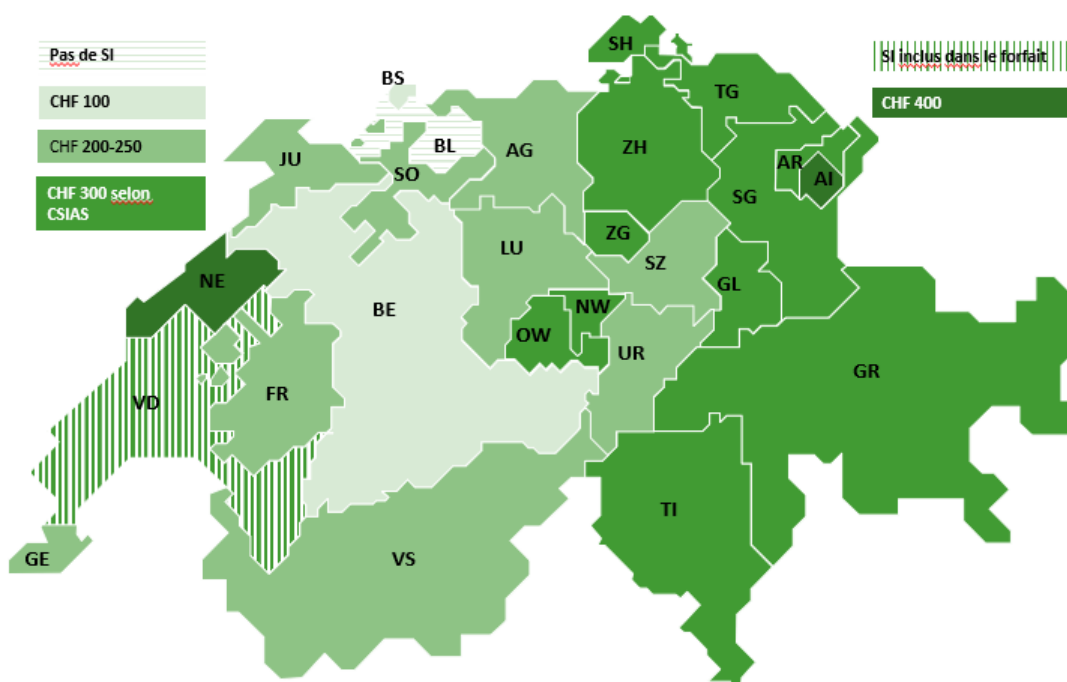 Pas de SI
CHF 100
CHF 200-250
CHF 300 selon
CSIAS
SI inclus dans le forfait
CHF 400
SH
BS
TG
BL
AG
ZH
JU
AR
AI
SO
SG
ZG
LU
SZ
NE
GL
BE
NW
OW
UR
GR
FR
VD
TI
GE
VS